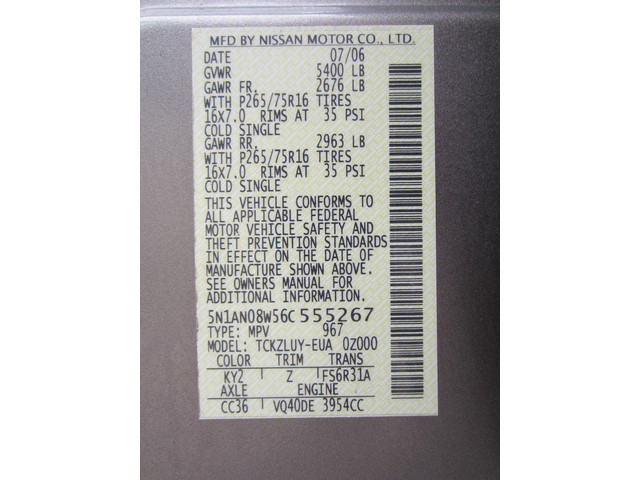 MFD BY NISSAN MOTOR CO., LTD.
DATE 07/06
GVWR 5400 LB
GAWR FR. 2676 LB
WITH P265/75R16 TIRES
16X7.0 RIMS AT 35 PSI
COLD SINGLE
GAWR RR. 2963 LB
WITH P265/75R16 TIRES
16X7.0 RIMS AT 35 PSI
COLD SINGLE
THIS VEHICLE CONFORMS TO
ALL APPLICABLE FEDERAL
MOTOR VEHICLE SAFETY AND
THEFT PREVENTION STANDARDS
IN EFFECT ON THE DATE OF
MANUFACTURE SHOWN ABOVE.
SEE OWNERS MANUAL FOR
ADDITIONAL INFORMATION.
5N1AN08W56C555267
TYPE: MPV 967
MODEL: TCKZLUY-EUA 0Z000
COLOR TRIM TRANS
KY2 Z FS6R31A
AXLE ENGINE
CC36 VQ40DE 3954CC